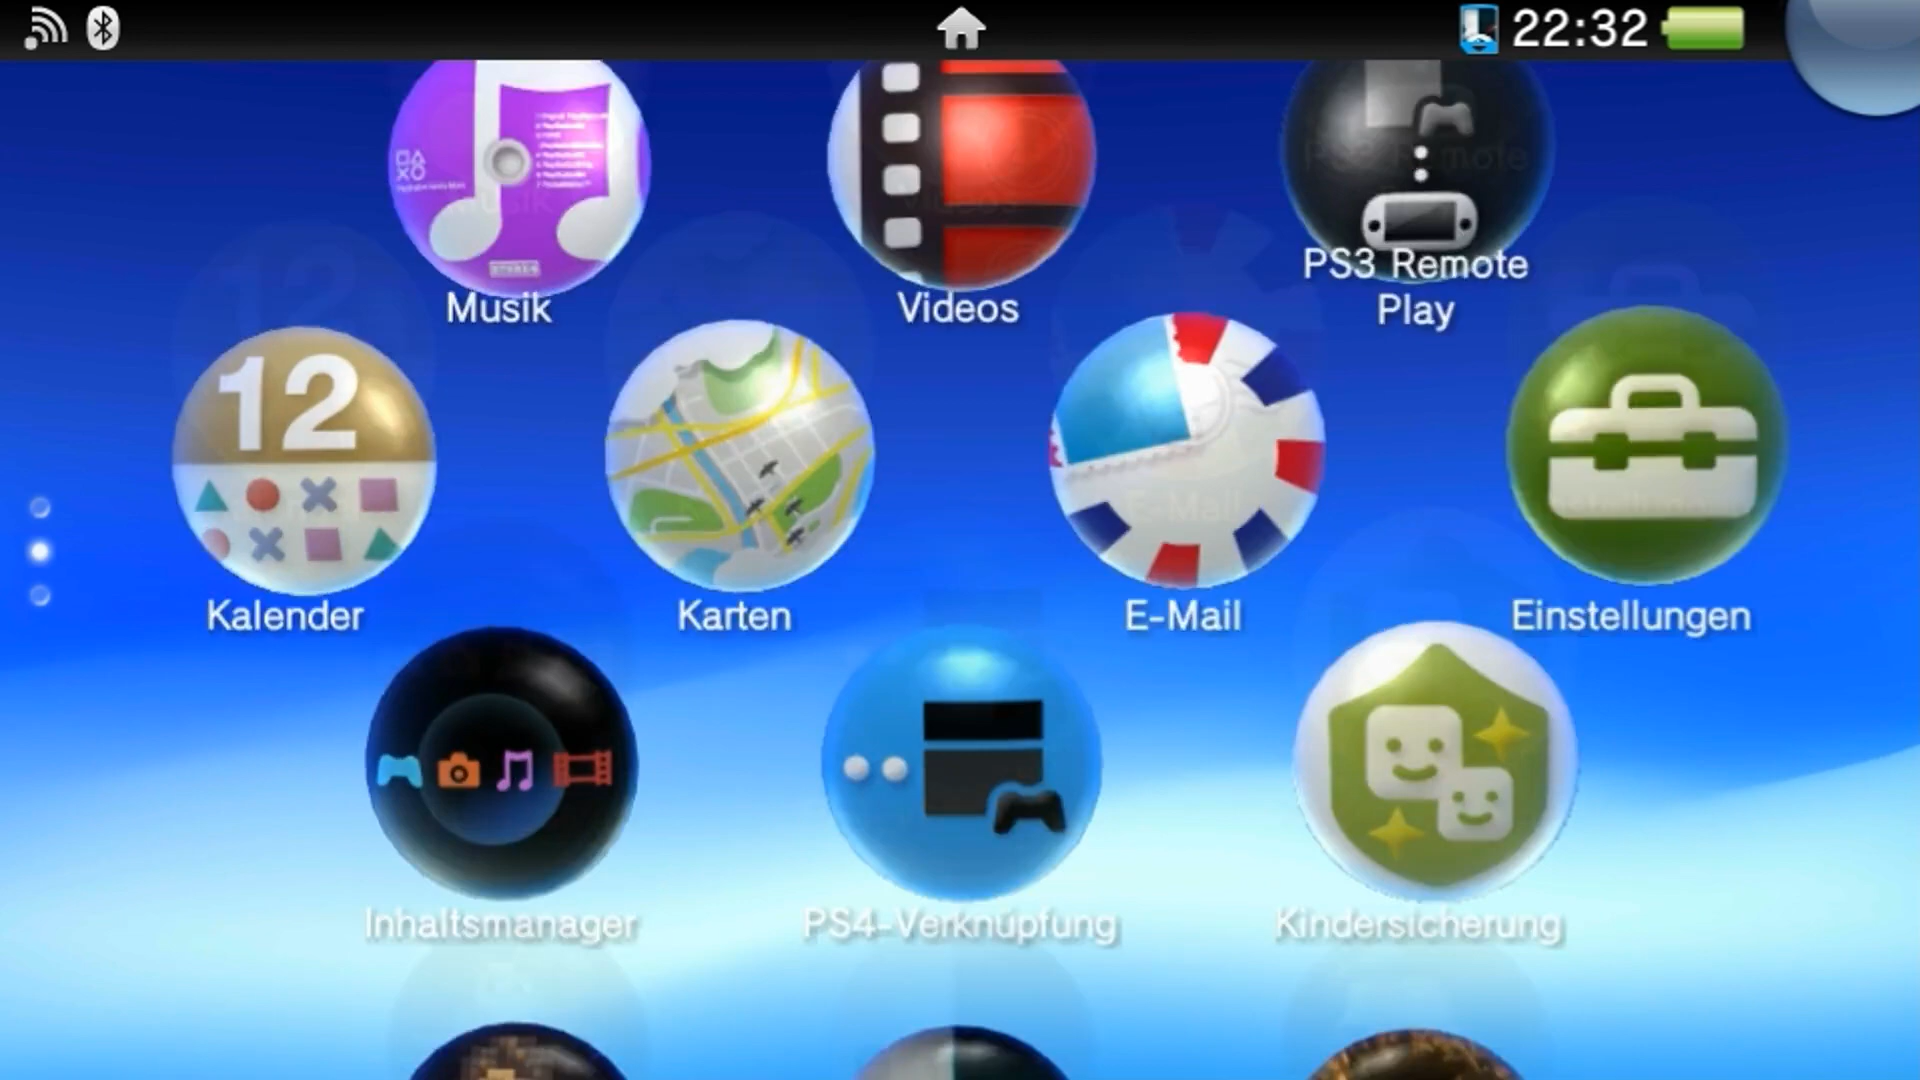 22:32
Musik
Videos
PS3 Remote
Play
12
Kalender
Karten
E-Mail
Einstellungen
Inhaltsmanager
PS4-Verknüpfung
Kindersicherung